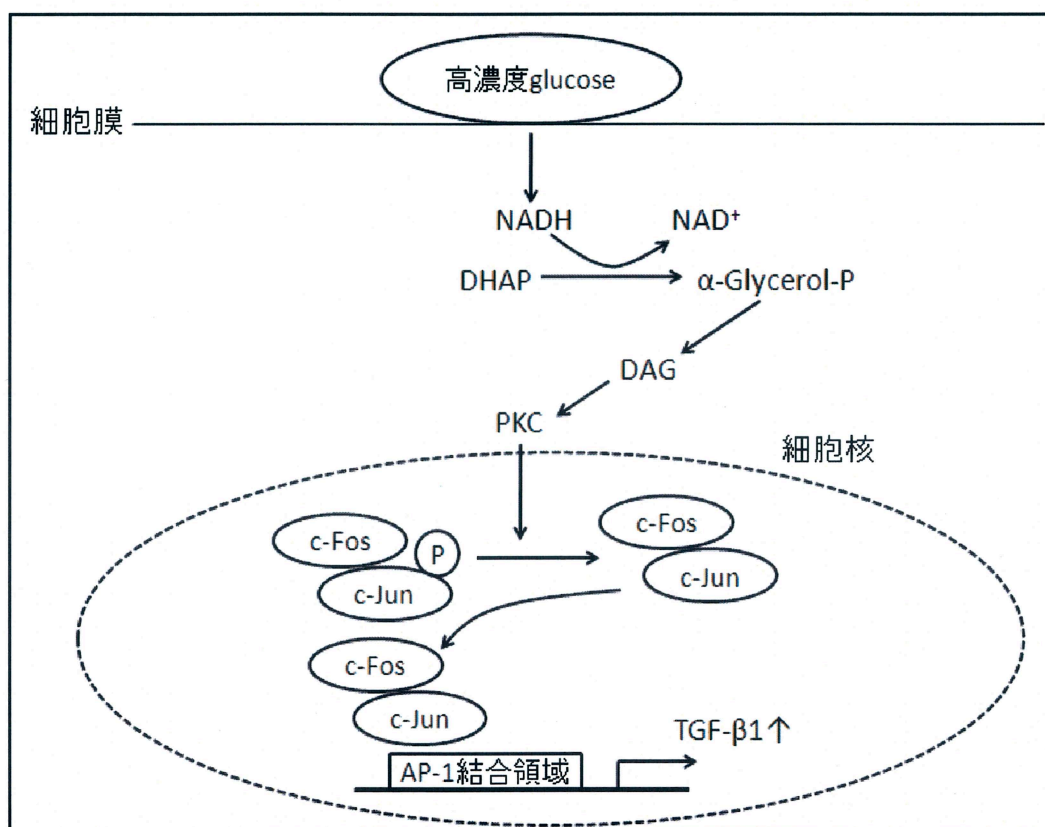 高濃度glucose
細胞膜
NADH NAD⁺
DHAP α-Glycerol-P
DAG
PKC
細胞核
c-Fos P c-Fos
c-Jun c-Jun
c-Fos
c-Jun
TGF-β1↑
AP-1結合領域